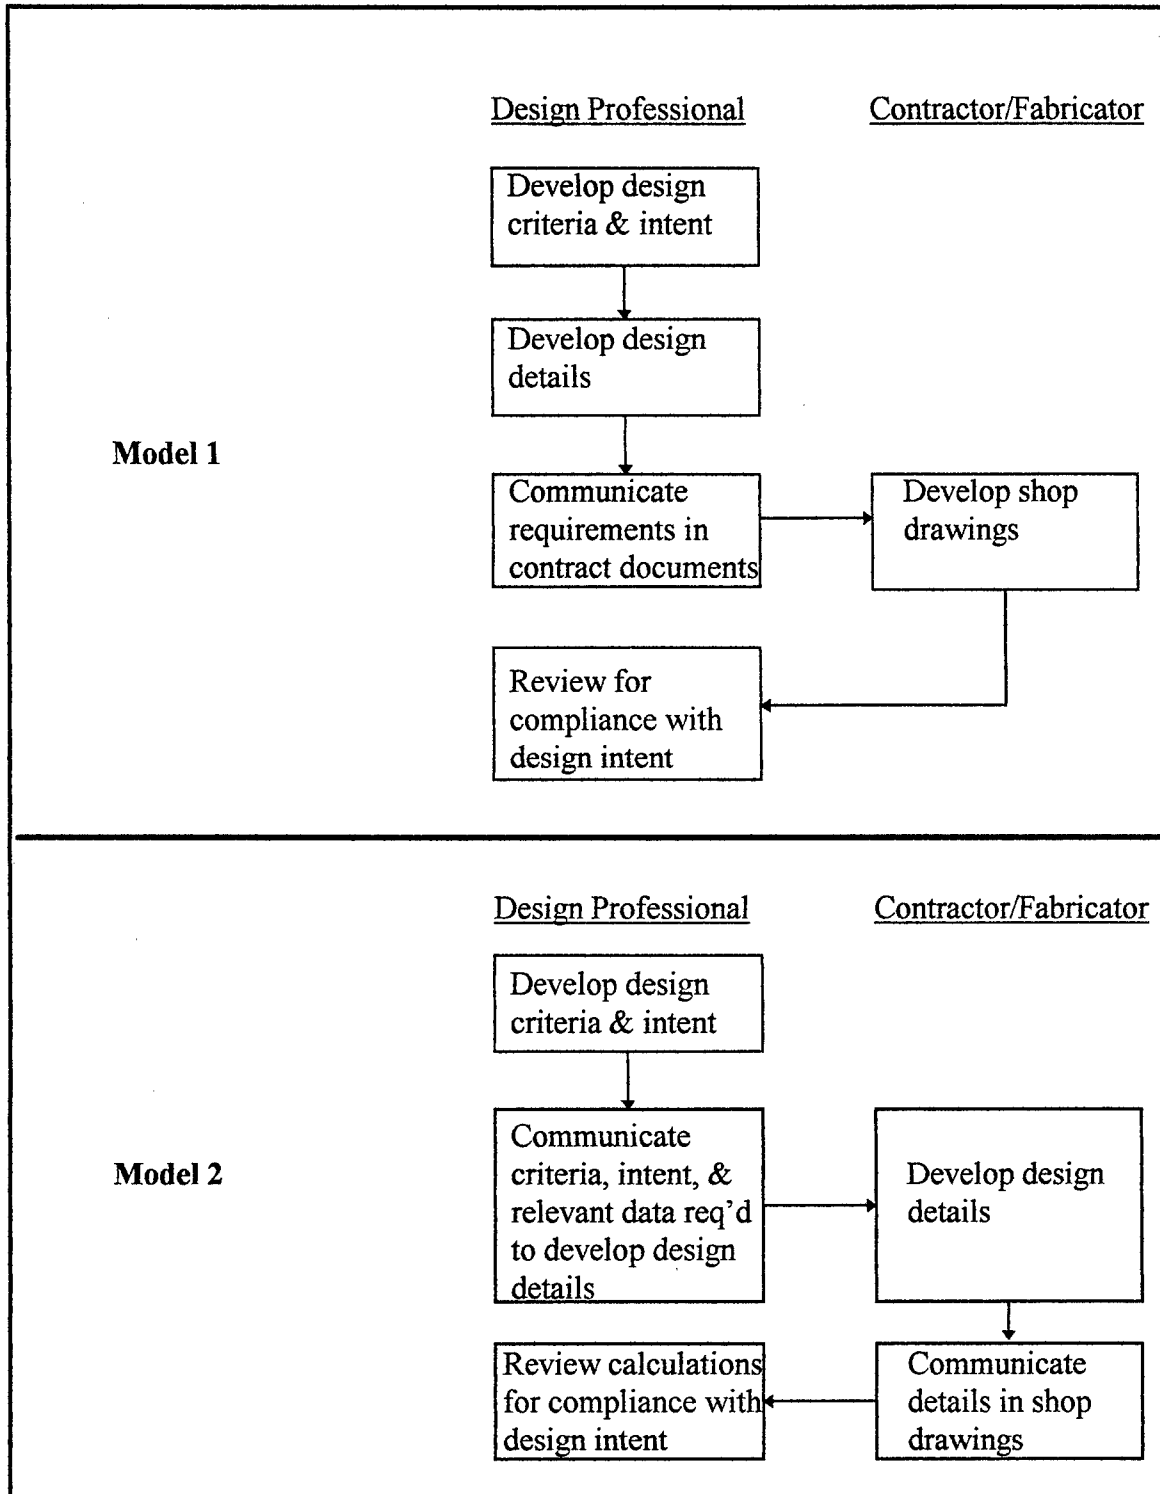 Design Professional
Contractor/Fabricator
Develop design
criteria & intent
Develop design
details
Model 1
Communicate
requirements in
contract documents
Develop shop
drawings
Review for
compliance with
design intent
Design Professional
Contractor/Fabricator
Develop design
criteria & intent
Model 2
Communicate
criteria, intent, &
relevant data req’d
to develop design
details
Develop design
details
Review calculations
for compliance with
design intent
Communicate
details in shop
drawings